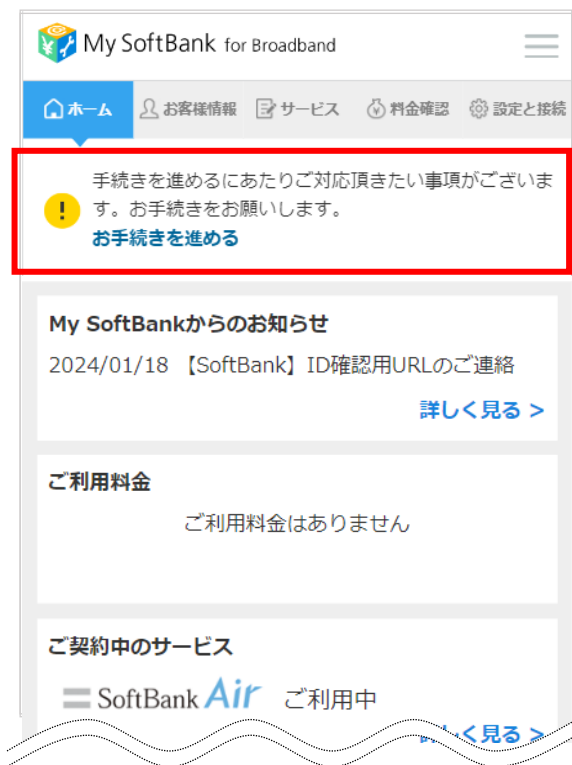 My SoftBank for Broadband
ホーム お客様情報 サービス 料金確認 設定と接続
手続きを進めるにあたりご対応頂きたい事項がございま
す。お手続きをお願いします。
お手続きを進める
My SoftBankからのお知らせ
2024/01/18 【SoftBank】ID確認用URLのご連絡
詳しく見る >
ご利用料金
ご利用料金はありません
ご契約中のサービス
SoftBank Air ご利用中
詳しく見る >